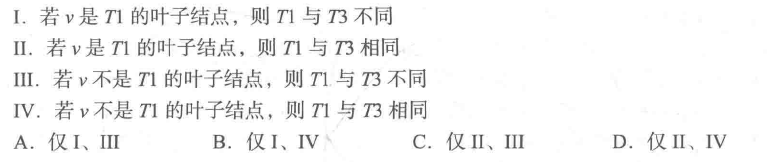 I. 若 v 是 T1 的叶子结点，则 T1 与 T3 不同
II. 若 v 是 T1 的叶子结点，则 T1 与 T3 相同
III. 若 v 不是 T1 的叶子结点，则 T1 与 T3 不同
IV. 若 v 不是 T1 的叶子结点，则 T1 与 T3 相同
A. 仅 I、III B. 仅 I、IV C. 仅 II、III D. 仅 II、IV